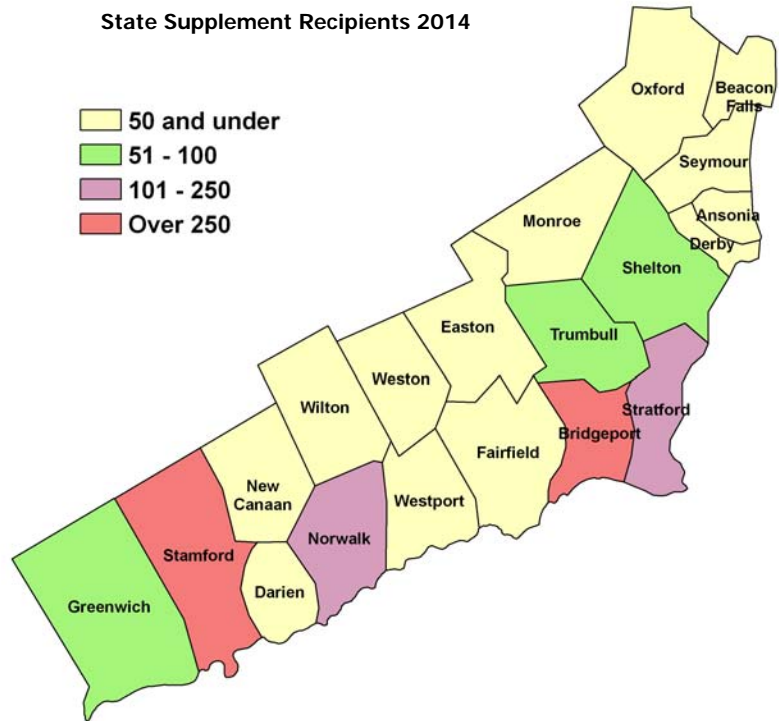 State Supplement Recipients 2014
50 and under
51 - 100
101 - 250
Over 250
Oxford
Beacon
Falls
Seymour
Ansonia
Derby
Monroe
Shelton
Easton
Trumbull
Weston
Wilton
Stratford
Bridgeport
Fairfield
New
Canaan
Westport
Norwalk
Stamford
Darien
Greenwich